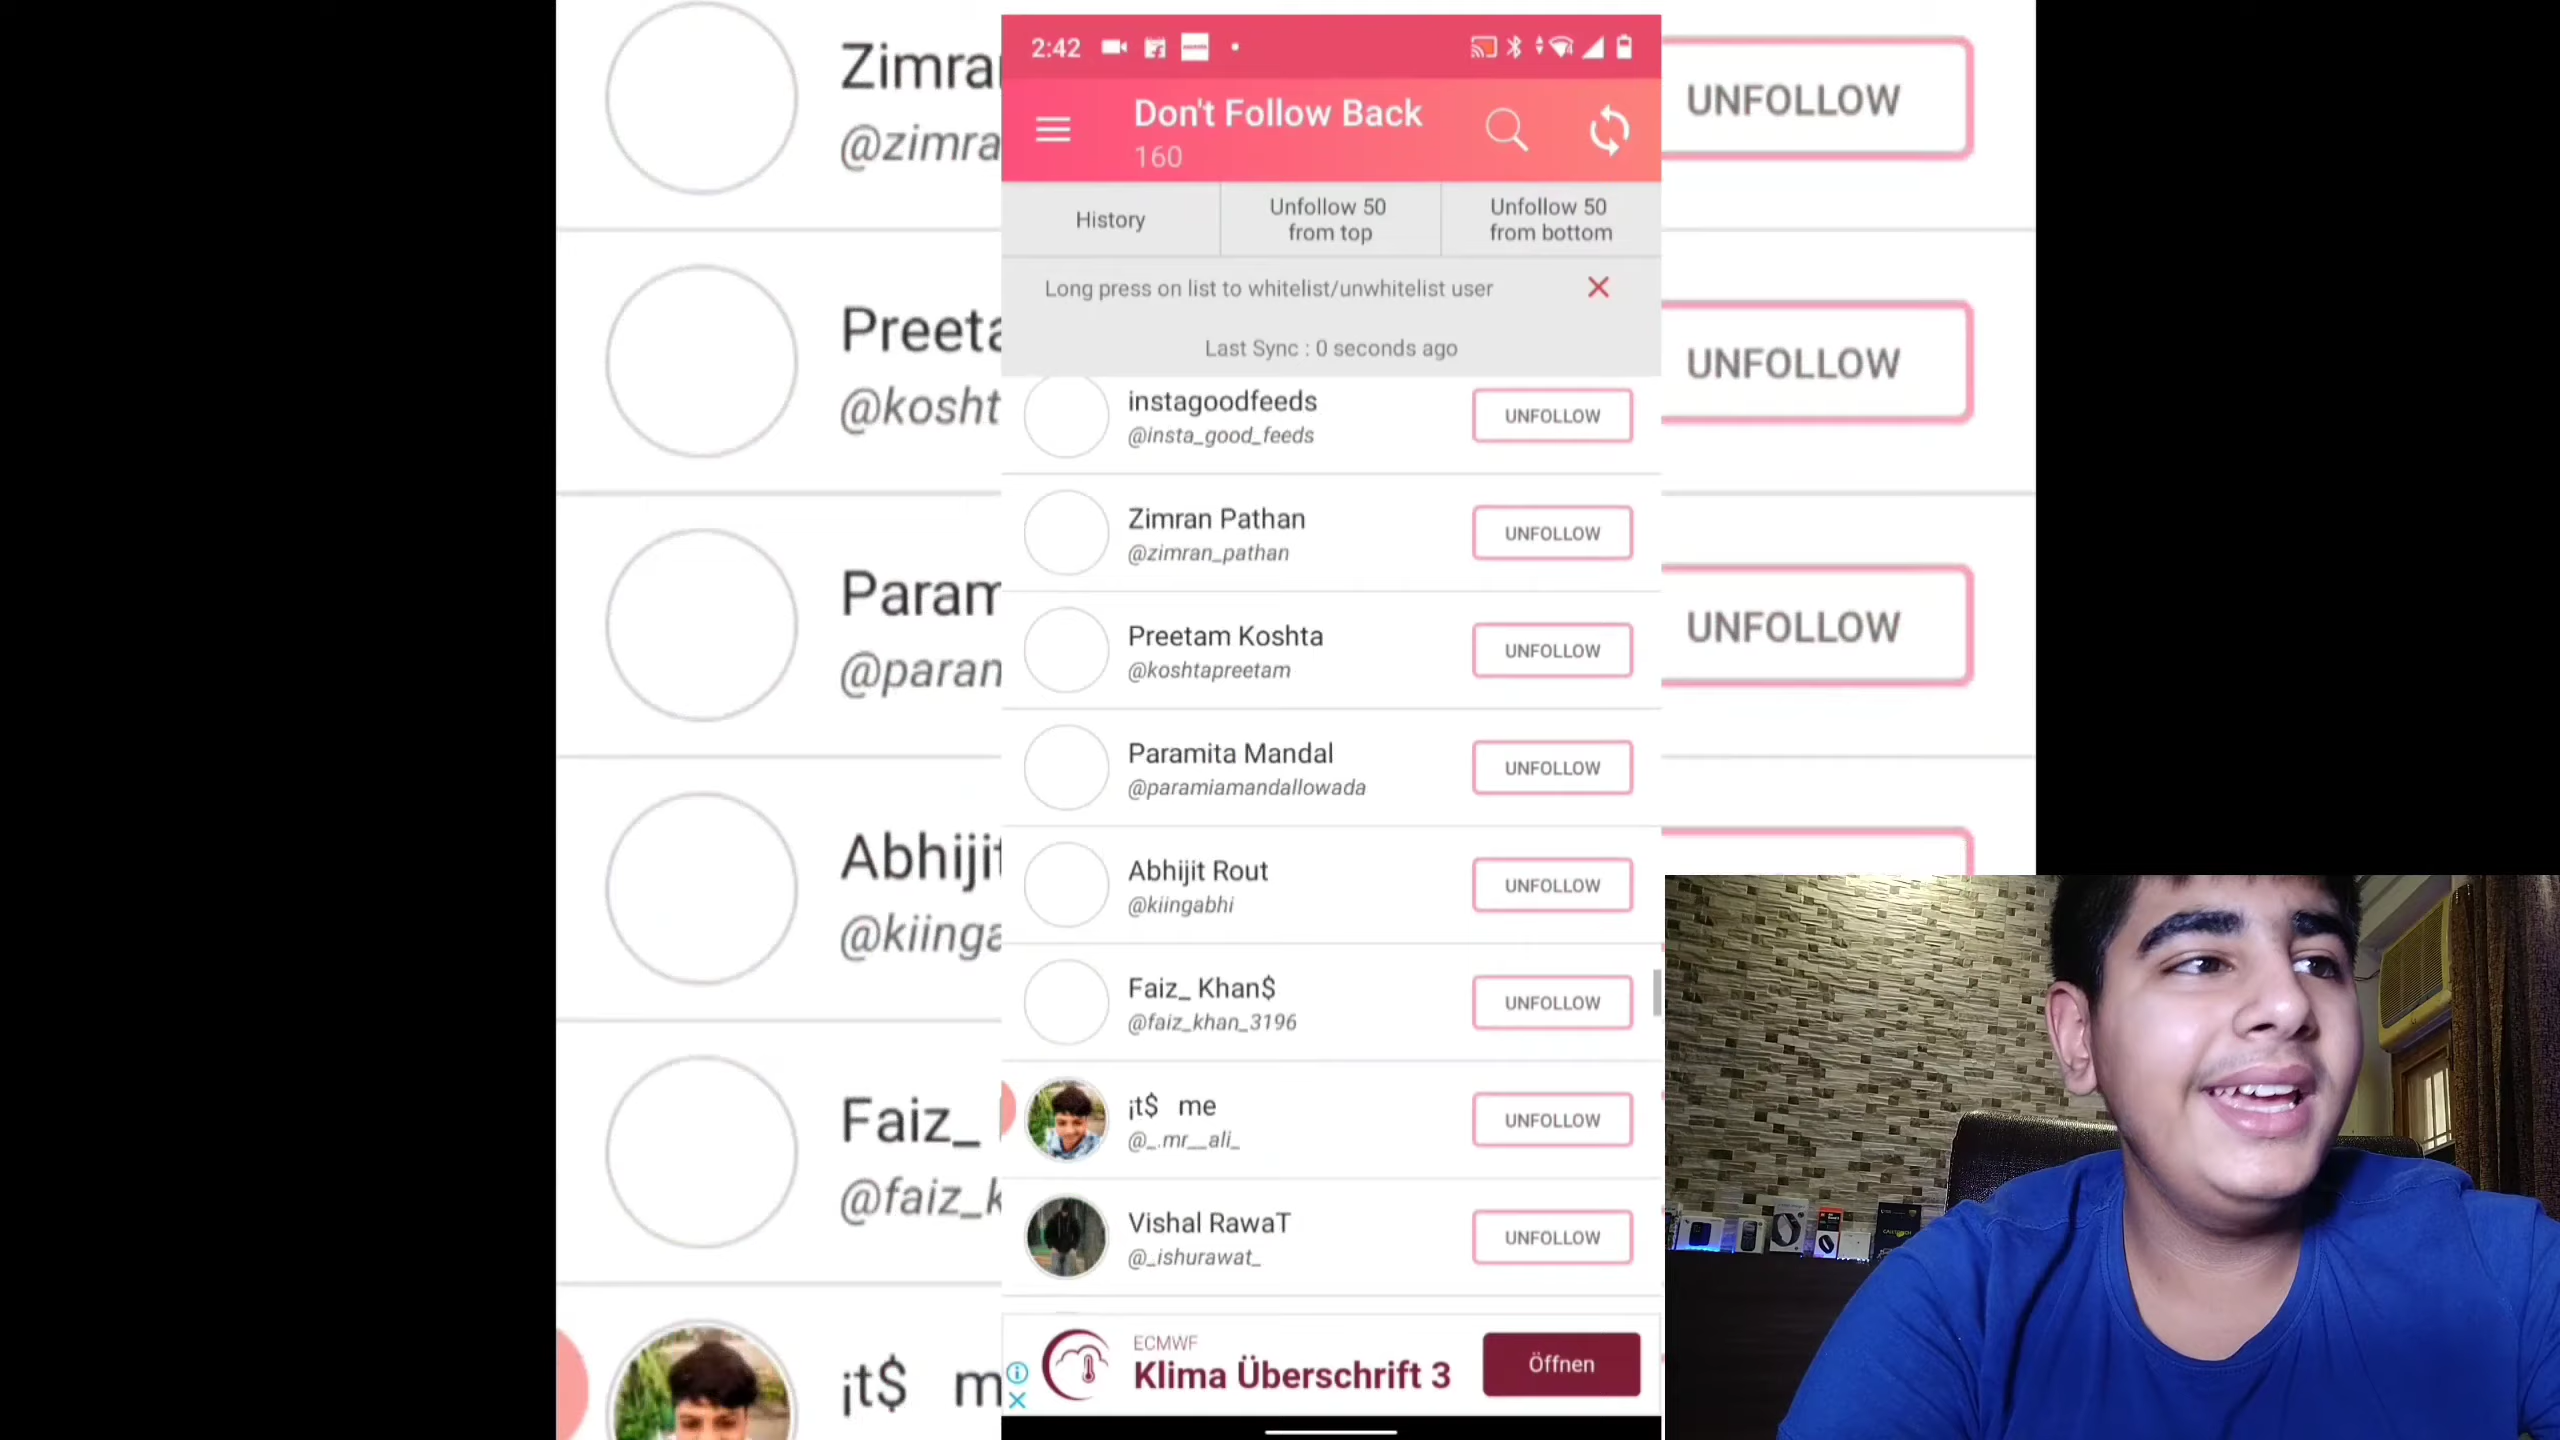 2:42
Don't Follow Back
160
History
Unfollow 50
from top
Unfollow 50
from bottom
Long press on list to whitelist/unwhitelist user
Last Sync : 0 seconds ago
instagoodfeeds
@insta_good_feeds
UNFOLLOW
Zimran Pathan
@zimran_pathan
UNFOLLOW
Preetam Koshta
@koshtapreetam
UNFOLLOW
Paramita Mandal
@paramiamandallowada
UNFOLLOW
Abhijit Rout
@kiingabhi
UNFOLLOW
Faiz_ Khan$
@faiz_khan_3196
UNFOLLOW
¡t$ me
@_.mr__ali_
UNFOLLOW
Vishal RawaT
@_ishurawat_
UNFOLLOW
ECMWF
Klima Überschrift 3
Öffnen
Zimra
@zimra
UNFOLLOW
Preeta
@kosht
UNFOLLOW
Param
@param
UNFOLLOW
Abhijit
@kiinga
Faiz_
@faiz_k
¡t$ m